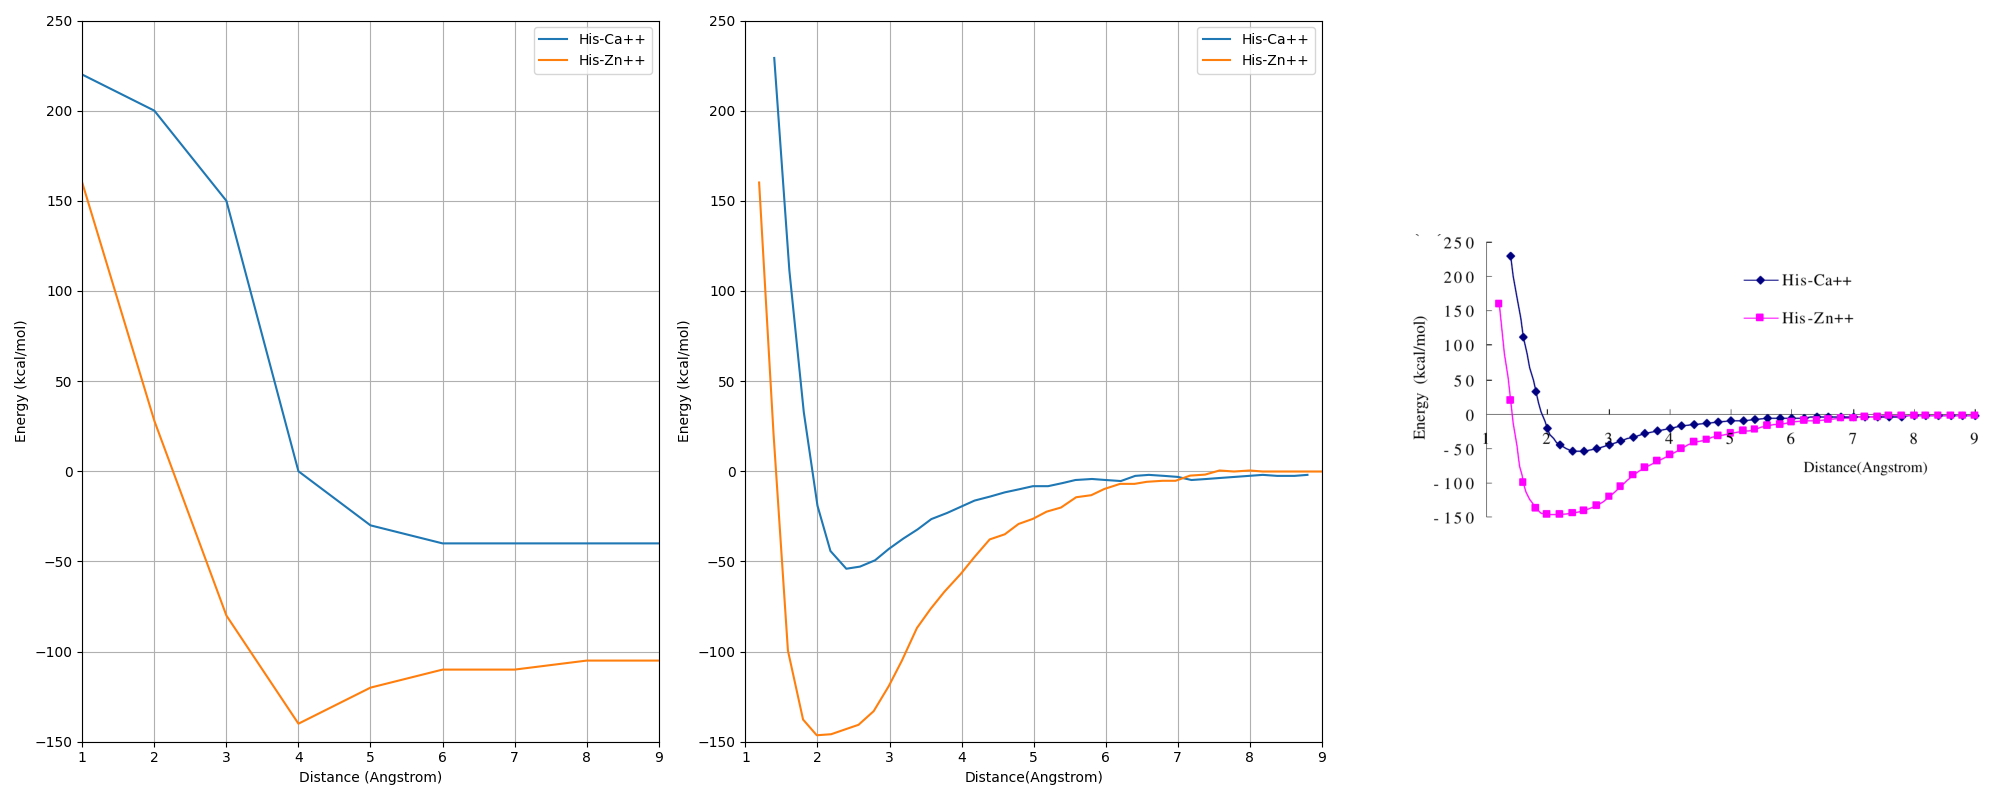 250
200
150
100
50
0
−50
−100
−150
1 2 3 4 5 6 7 8 9
Energy (kcal/mol)
Distance (Angstrom)
His-Ca++
His-Zn++
250
200
150
100
50
0
−50
−100
−150
1 2 3 4 5 6 7 8 9
Energy (kcal/mol)
Distance(Angstrom)
His-Ca++
His-Zn++
250
200
150
100
50
0
-50
-100
-150
1 2 3 4 5 6 7 8 9
Energy (kcal/mol)
Distance(Angstrom)
His-Ca++
His-Zn++